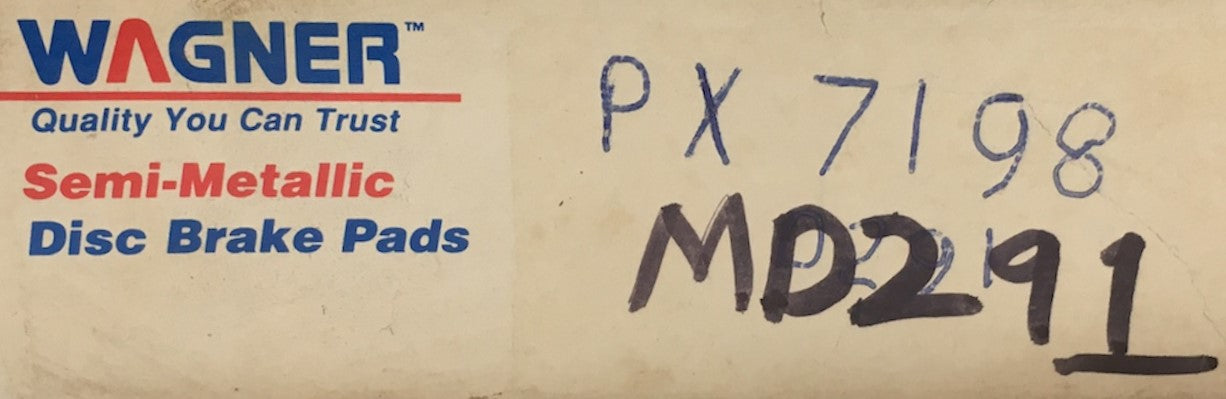 WAGNER™
Quality You Can Trust
Semi-Metallic
Disc Brake Pads
PX 7198
MD291